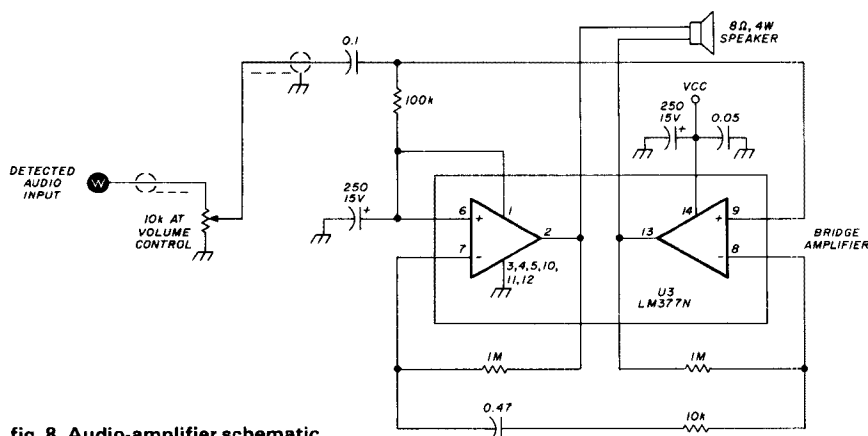 8Ω, 4W
SPEAKER
0.1
100k
VCC
250
15V
+
0.05
DETECTED
AUDIO
INPUT
W
10k AT
VOLUME
CONTROL
250
15V
+
6
+
1
7
-
2
3,4,5,10,
11,12
14
13
+
9
-
8
BRIDGE
AMPLIFIER
U3
LM377N
1M
1M
0.47
10k
fig. 8. Audio-amplifier schematic